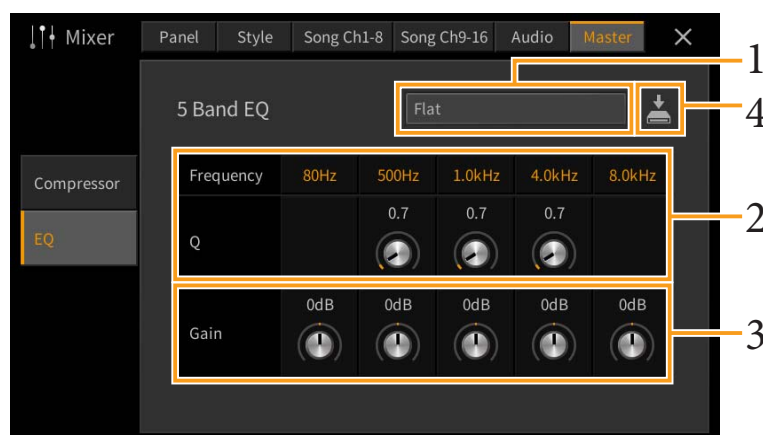 Mixer Panel Style Song Ch1-8 Song Ch9-16 Audio Master ×
1
5 Band EQ Flat
4
Compressor
EQ
Frequency 80Hz 500Hz 1.0kHz 4.0kHz 8.0kHz
2
0.7 0.7 0.7
Q
0dB 0dB 0dB 0dB 0dB
Gain
3